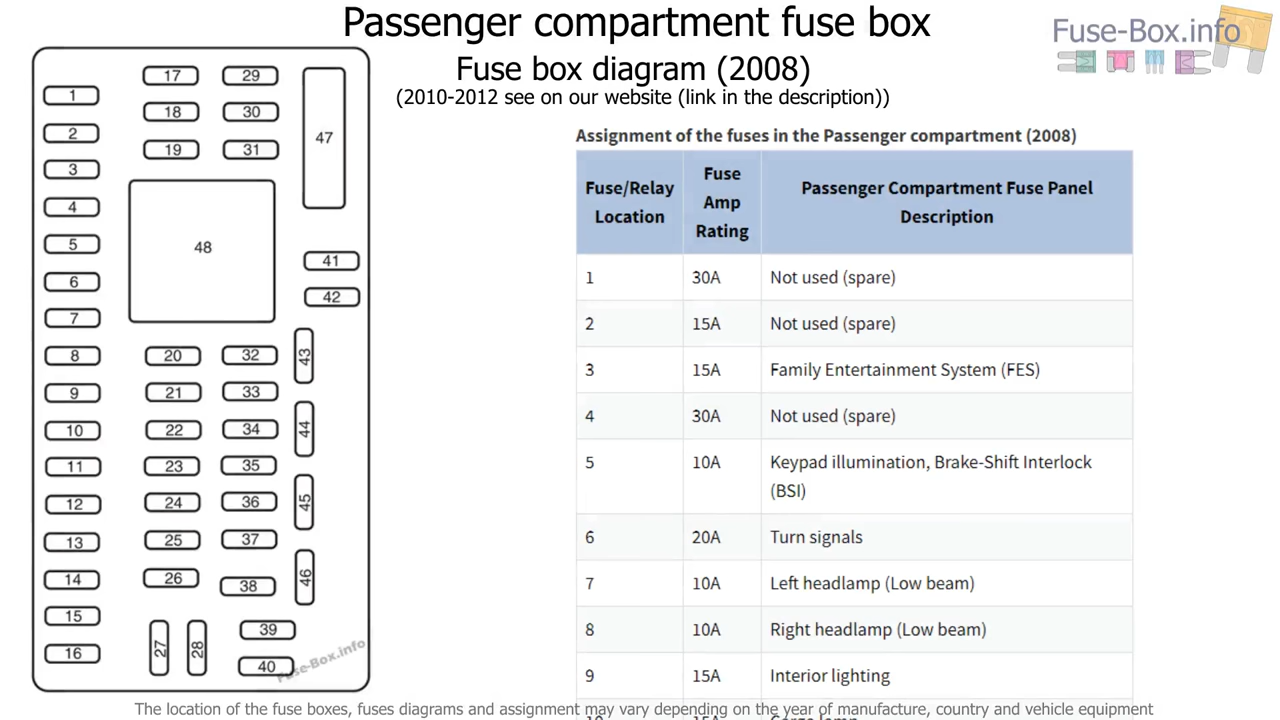 Passenger compartment fuse box
Fuse box diagram (2008)
(2010-2012 see on our website (link in the description))
Fuse-Box.info
1
2
3
4
5
6
7
8
9
10
11
12
13
14
15
16
17
18
19
29
30
31
47
48
41
42
20
21
22
23
24
25
26
32
33
34
35
36
37
38
43
44
45
46
27
28
39
40
Fuse-Box.info
Assignment of the fuses in the Passenger compartment (2008)
Fuse/Relay Location Fuse Amp Rating Passenger Compartment Fuse Panel Description
1 30A Not used (spare)
2 15A Not used (spare)
3 15A Family Entertainment System (FES)
4 30A Not used (spare)
5 10A Keypad illumination, Brake-Shift Interlock
(BSI)
6 20A Turn signals
7 10A Left headlamp (Low beam)
8 10A Right headlamp (Low beam)
9 15A Interior lighting
The location of the fuse boxes, fuses diagrams and assignment may vary depending on the year of manufacture, country and vehicle equipment